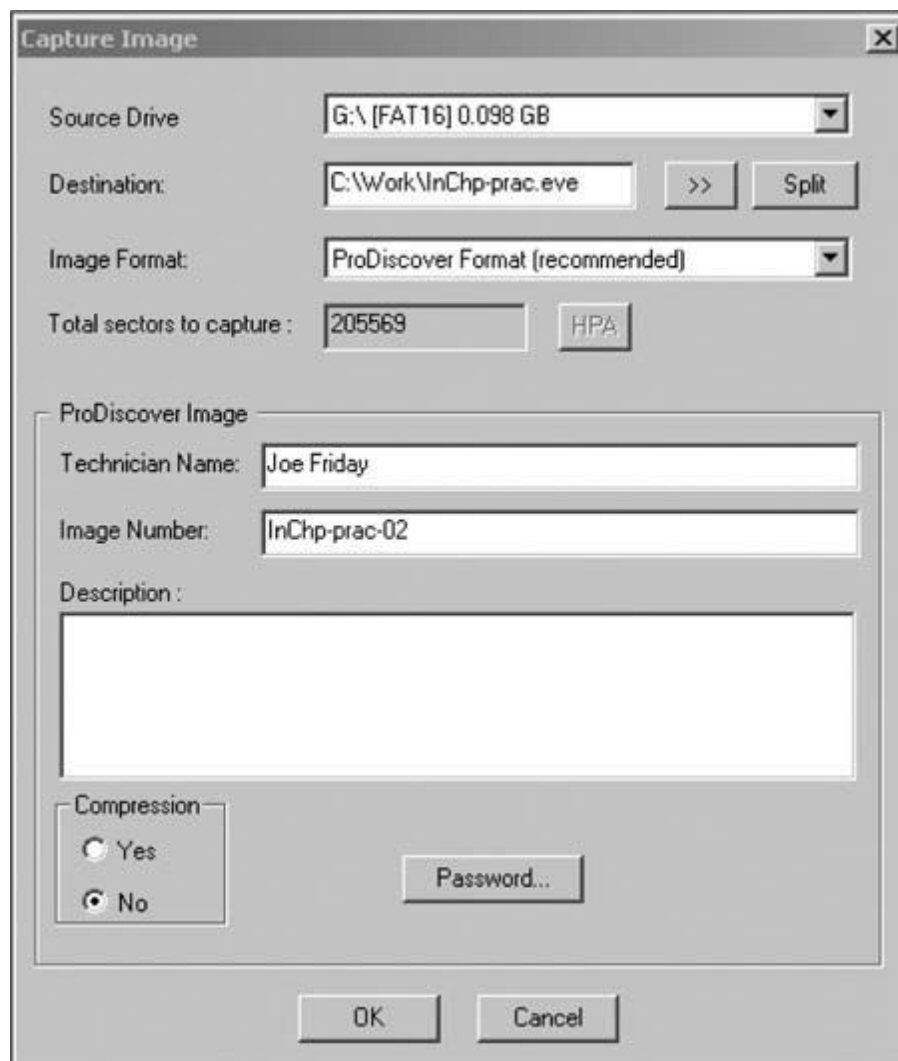 Capture Image
Source Drive G:\ [FAT16] 0.098 GB
Destination: C:\Work\InChp-prac.eve >> Split
Image Format: ProDiscover Format (recommended)
Total sectors to capture : 205569 HPA
ProDiscover Image
Technician Name: Joe Friday
Image Number: InChp-prac-02
Description :
Compression
Yes
No
Password...
OK Cancel